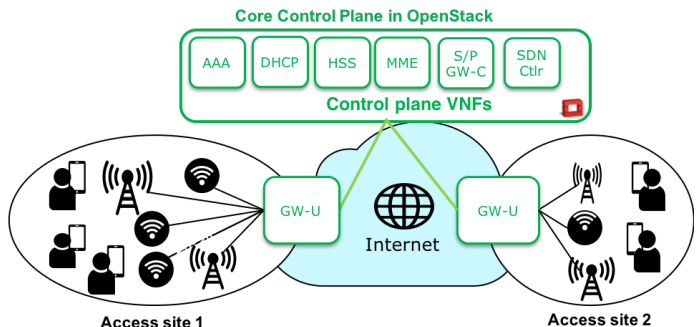 Core Control Plane in OpenStack
AAA
DHCP
HSS
MME
S/P
GW-C
SDN
Ctlr
Control plane VNFs
GW-U
Internet
GW-U
Access site 1
Access site 2